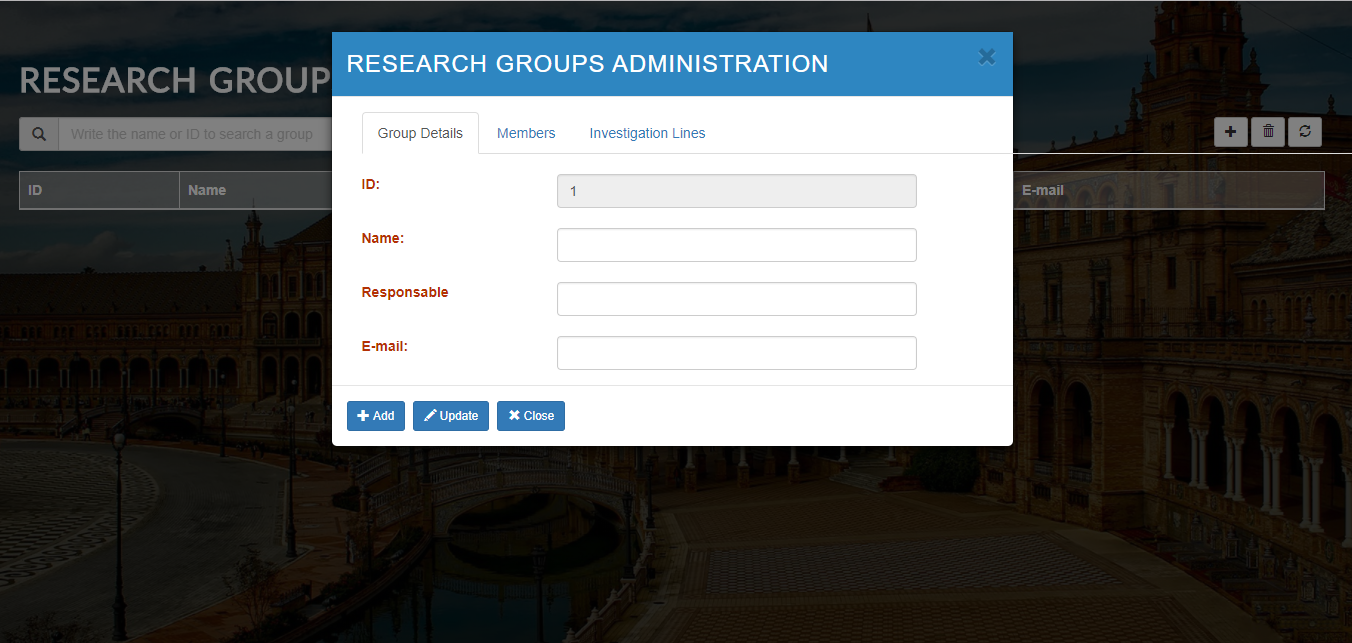 RESEARCH GROUPS ADMINISTRATION
RESEARCH GROUP
Write the name or ID to search a group
Group Details Members Investigation Lines
ID Name E-mail
ID: 1
Name:
Responsable
E-mail:
Add Update Close